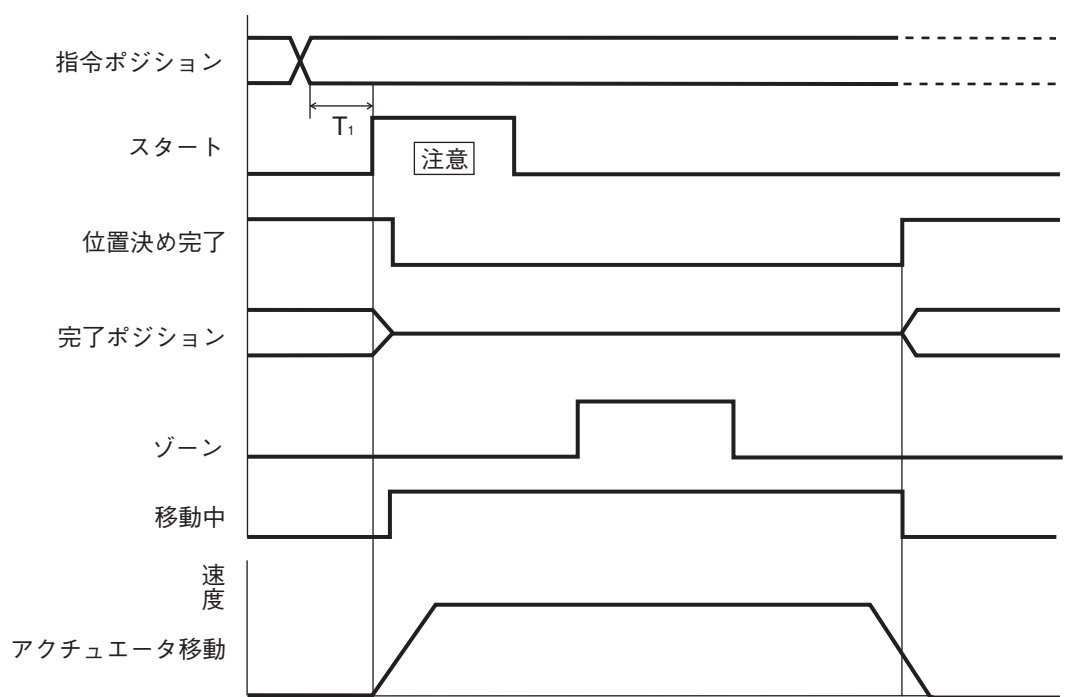 指令ポジション
T₁
スタート
注意
位置決め完了
完了ポジション
ゾーン
移動中
速度
アクチュエータ移動